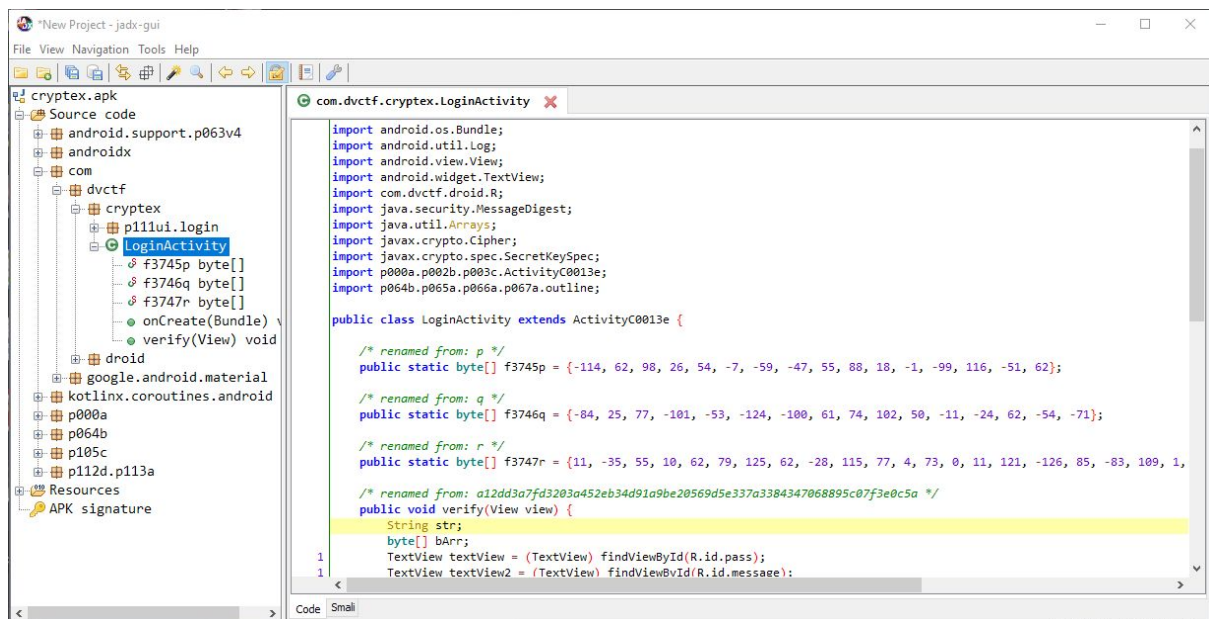 *New Project - jadx-gui
File View Navigation Tools Help
cryptex.apk
Source code
android.support.p063v4
androidx
com
dvctf
cryptex
p111ui.login
LoginActivity
f3745p byte[]
f3746q byte[]
f3747r byte[]
onCreate(Bundle) v
verify(View) void
droid
google.android.material
kotlinx.coroutines.android
p000a
p064b
p105c
p112d.p113a
Resources
APK signature
com.dvctf.cryptex.LoginActivity
import android.os.Bundle;
import android.util.Log;
import android.view.View;
import android.widget.TextView;
import com.dvctf.droid.R;
import java.security.MessageDigest;
import java.util.Arrays;
import javax.crypto.Cipher;
import javax.crypto.spec.SecretKeySpec;
import p000a.p002b.p003c.ActivityC0013e;
import p064b.p065a.p066a.p067a.outline;
public class LoginActivity extends ActivityC0013e {
/* renamed from: p */
public static byte[] f3745p = {-114, 62, 98, 26, 54, -7, -59, -47, 55, 88, 18, -1, -99, 116, -51, 62};
/* renamed from: q */
public static byte[] f3746q = {-84, 25, 77, -101, -53, -124, -100, 61, 74, 102, 50, -11, -24, 62, -54, -71};
/* renamed from: r */
public static byte[] f3747r = {11, -35, 55, 10, 62, 79, 125, 62, -28, 115, 77, 4, 73, 0, 11, 121, -126, 85, -83, 109, 1,
/* renamed from: a12dd3a7fd3203a452eb34d91a9be20569d5e337a3384347068895c07f3e0c5a */
public void verify(View view) {
String str;
byte[] bArr;
1 TextView textView = (TextView) findViewById(R.id.pass);
1 TextView textView2 = (TextView) findViewById(R.id.message);
Code Smali